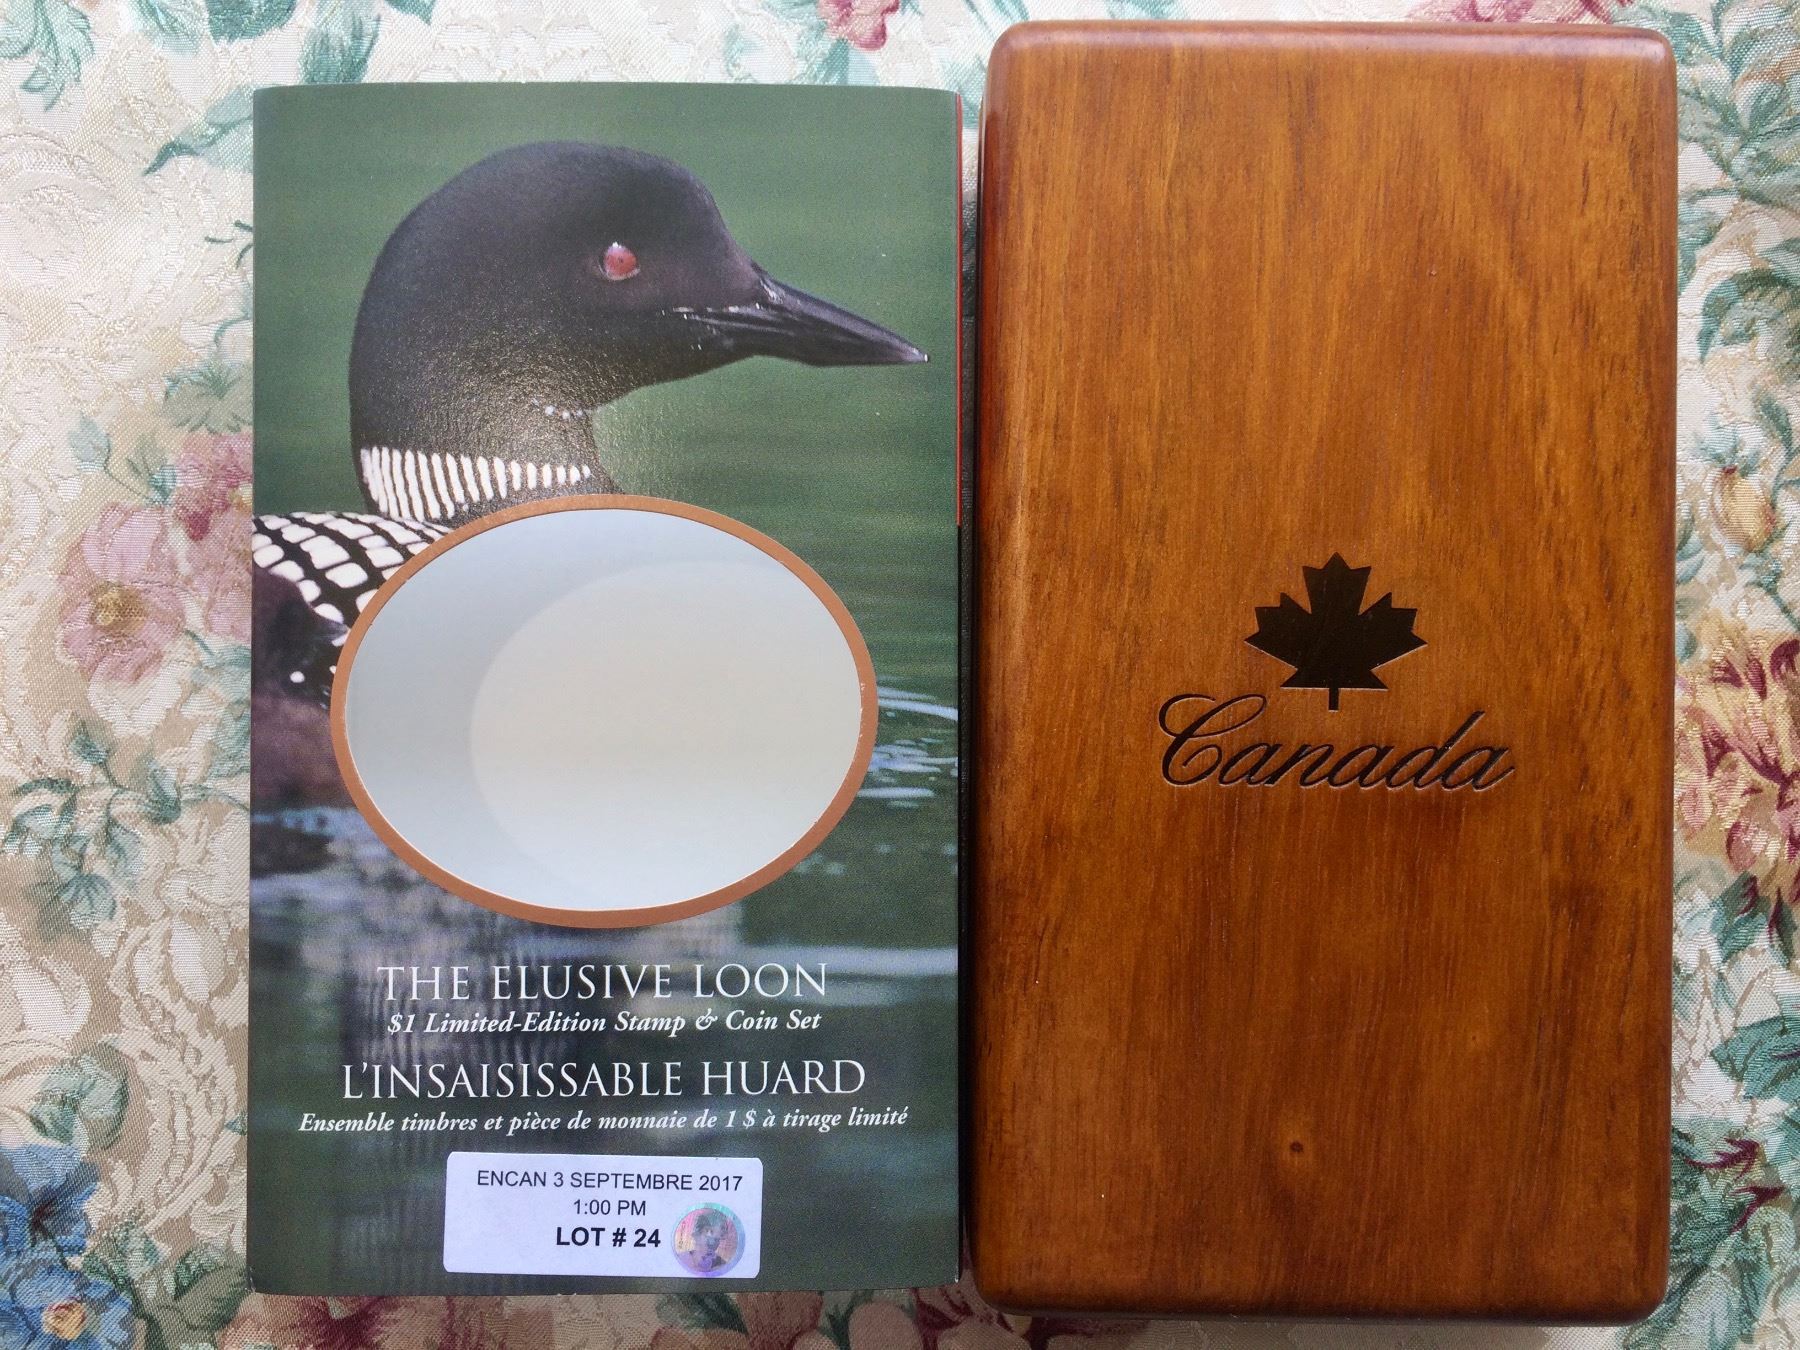 THE ELUSIVE LOON
$1 Limited-Edition Stamp & Coin Set
L'INSAISISSABLE HUARD
Ensemble timbres et pièce de monnaie de 1 $ à tirage limité
ENCAN 3 SEPTEMBRE 2017
1:00 PM
LOT # 24
Canada